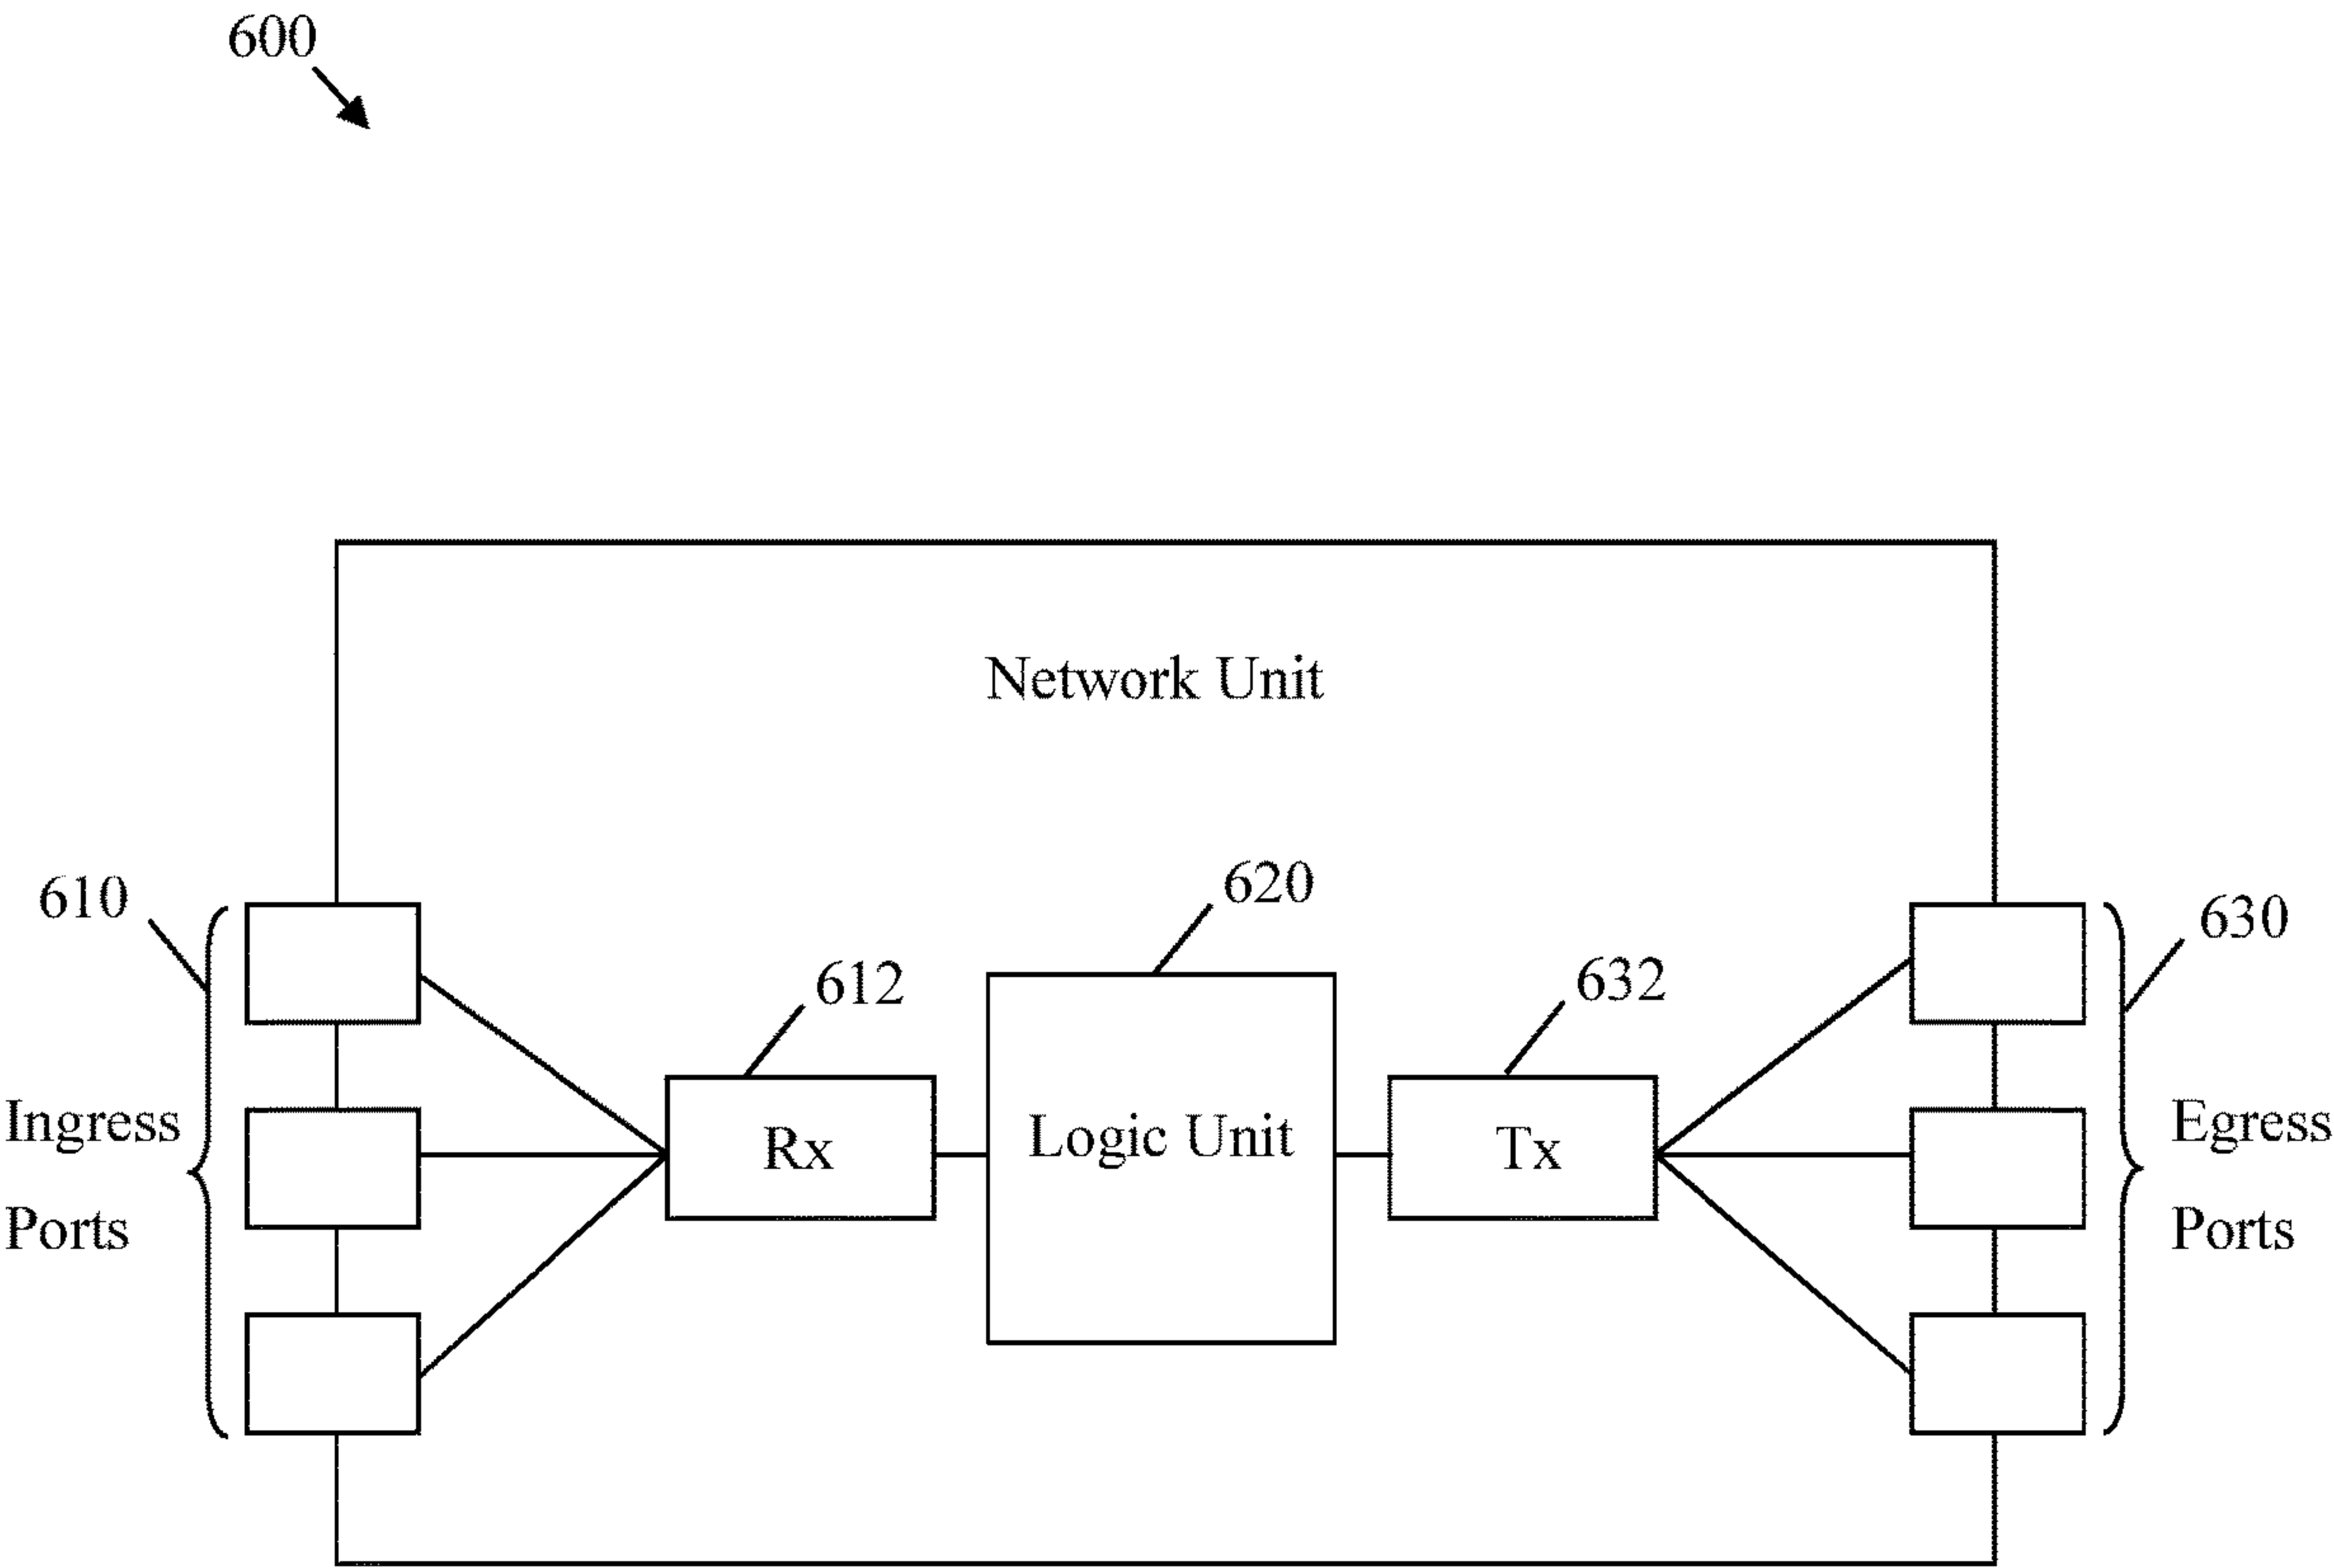 600
Network Unit
610
620
630
612
632
Ingress
Ports
Rx
Logic Unit
Tx
Egress
Ports